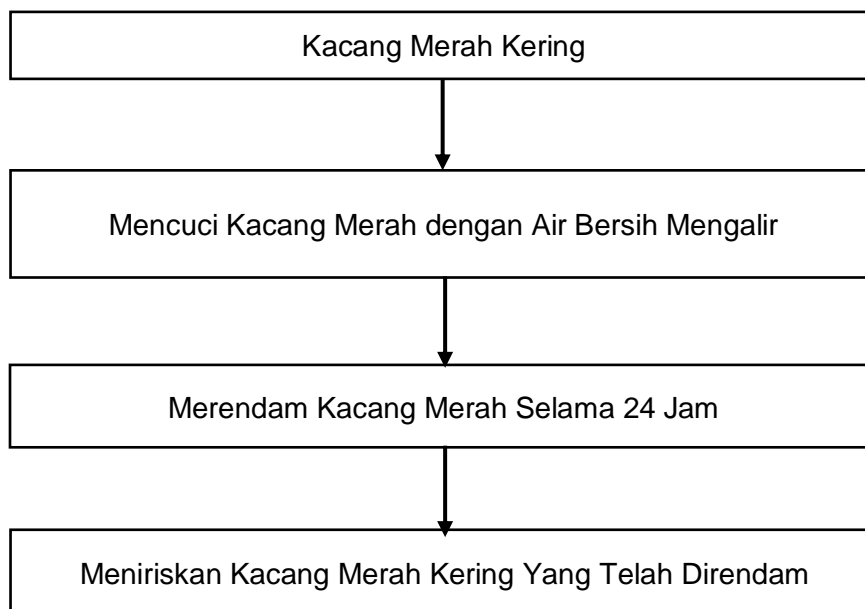 Kacang Merah Kering
Mencuci Kacang Merah dengan Air Bersih Mengalir
Merendam Kacang Merah Selama 24 Jam
Meniriskan Kacang Merah Kering Yang Telah Direndam